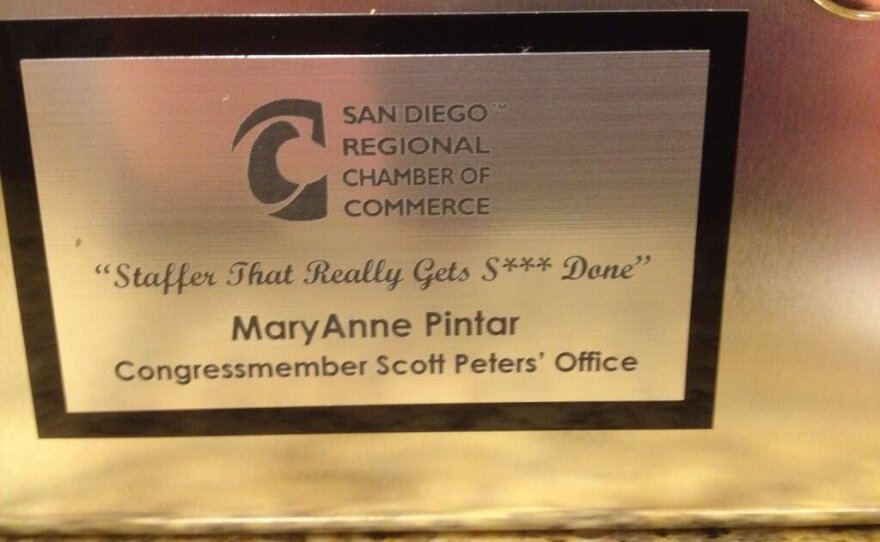 SAN DIEGO™
REGIONAL
CHAMBER OF
COMMERCE
“Staffer That Really Gets S*** Done”
MaryAnne Pintar
Congressmember Scott Peters’ Office